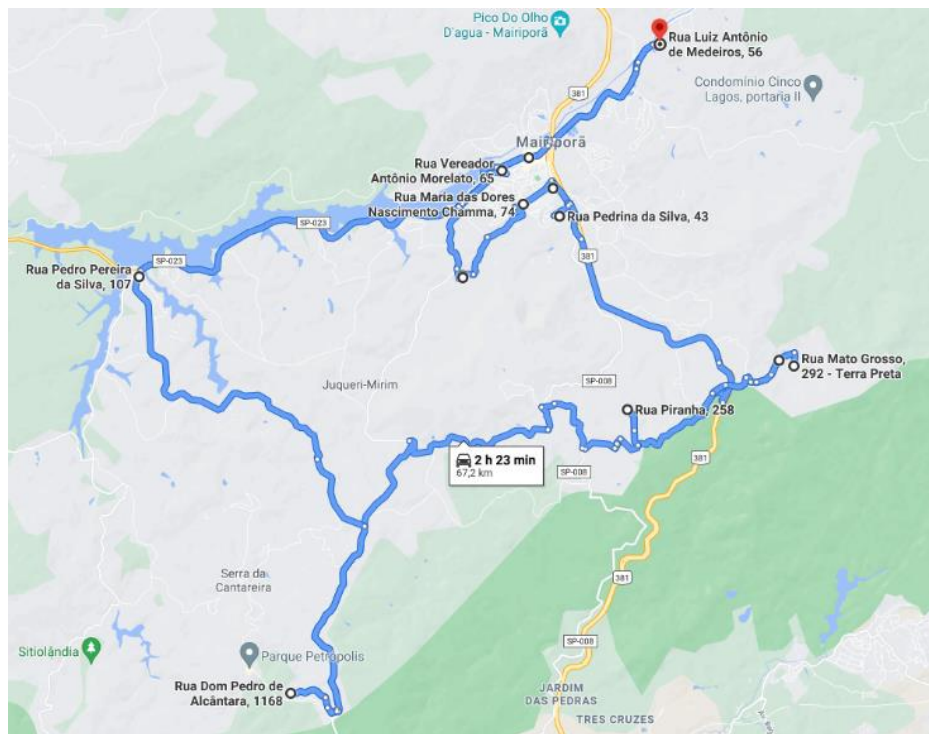 Pico Do Olho
D'agua - Mairiporã
Rua Luiz Antônio
de Medeiros, 56
Condomínio Cinco
Lagos, portaria II
381
Mairiporã
Rua Vereador
Antônio Morelato, 65
Rua Maria das Dores
Nascimento Chamma, 74
Rua Pedrina da Silva, 43
SP-023
SP-023
SP-023
381
Rua Pedro Pereira
da Silva, 107
Rua Mato Grosso,
292 - Terra Preta
Juqueri-Mirim
SP-008
Rua Piranha, 258
2 h 23 min
67,2 km
SP-008
381
Serra da
Cantareira
381
Sitiolândia
Parque Petrópolis
SP-008
Rua Dom Pedro de
Alcântara, 1168
JARDIM
DAS PEDRAS
TRES CRUZES